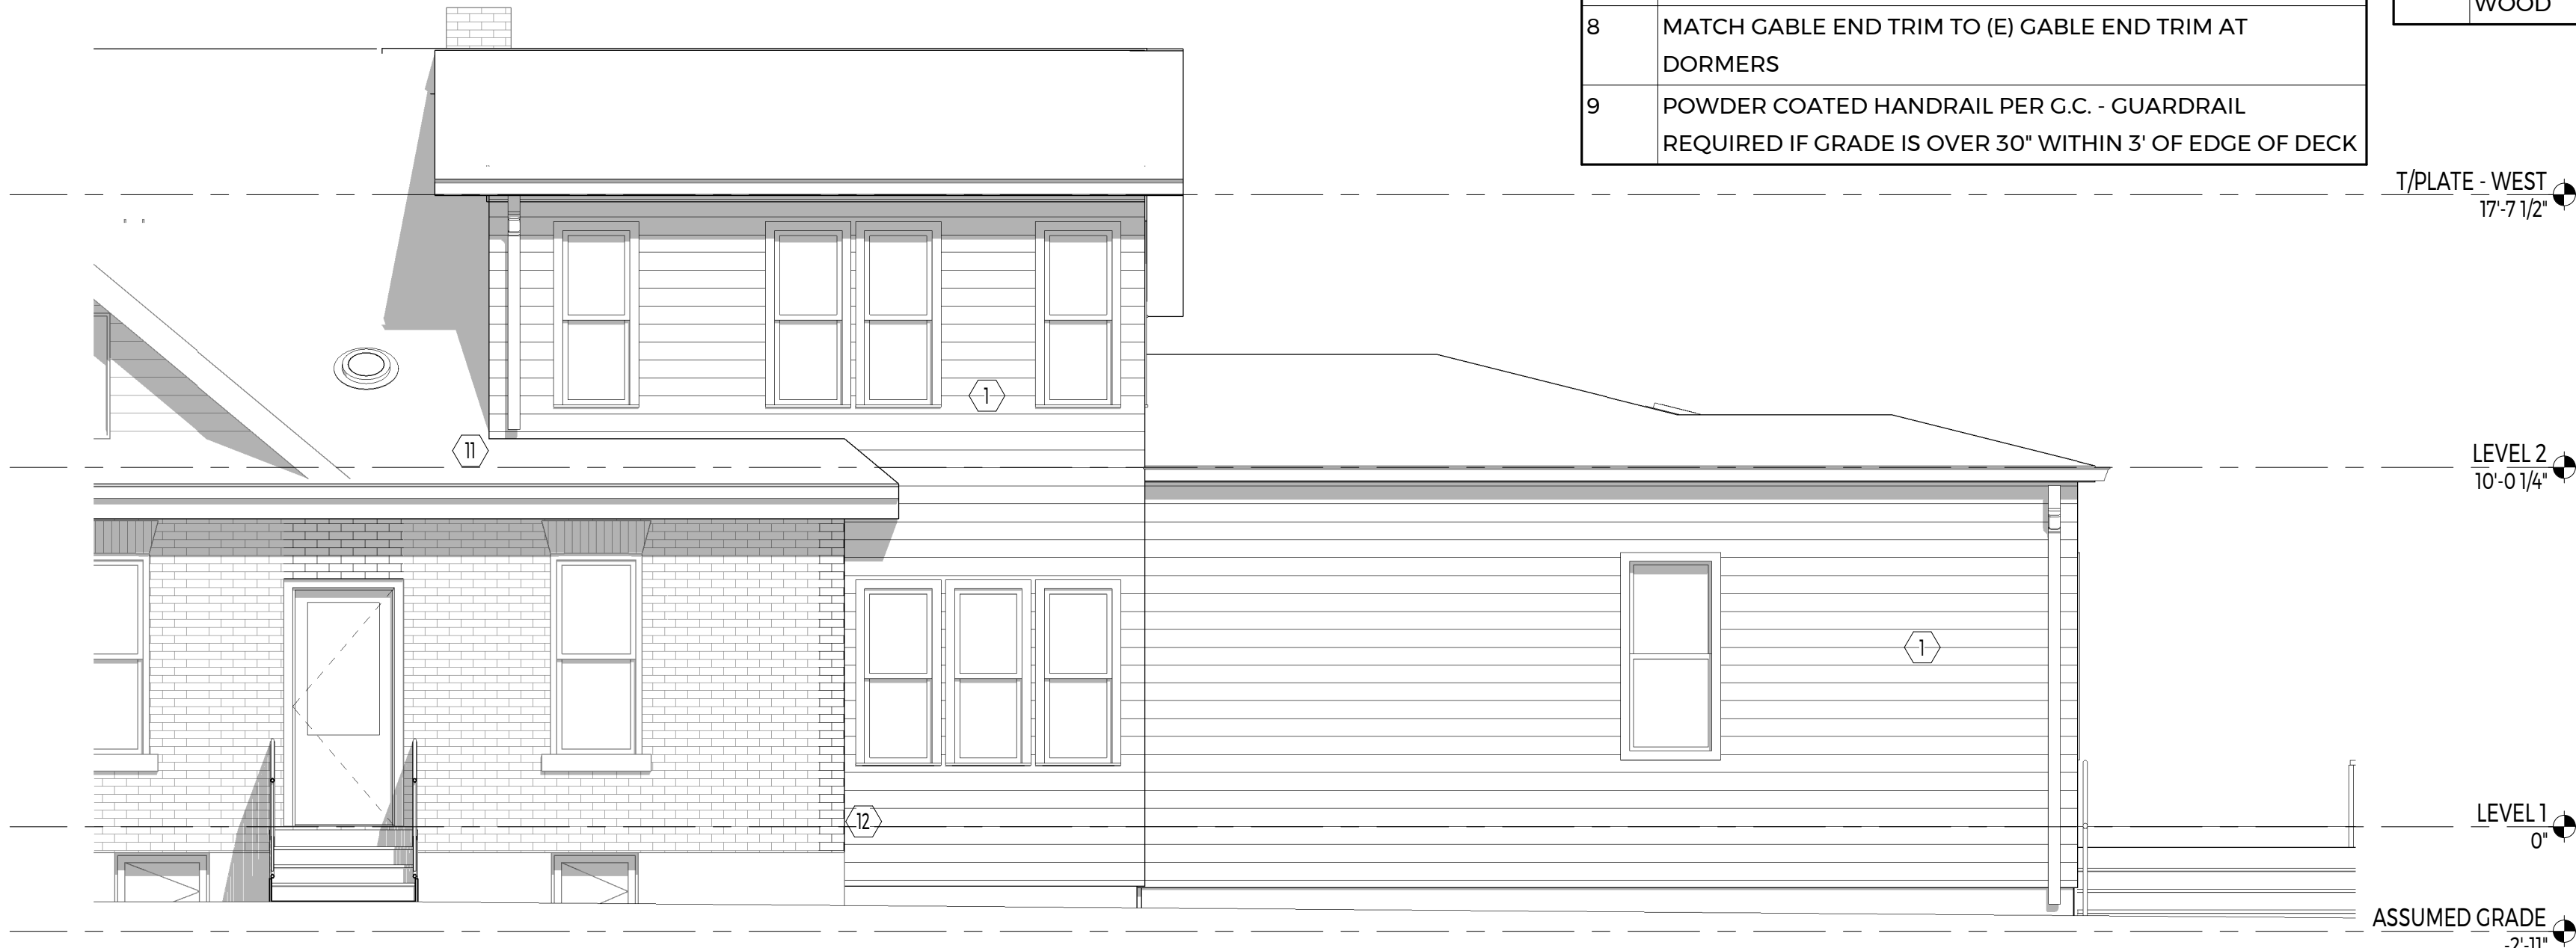 WOOD
8 MATCH GABLE END TRIM TO (E) GABLE END TRIM AT
DORMERS
9 POWDER COATED HANDRAIL PER G.C. - GUARDRAIL
REQUIRED IF GRADE IS OVER 30" WITHIN 3' OF EDGE OF DECK
T/PLATE - WEST
17'-7 1/2"
1
11
LEVEL 2
10'-0 1/4"
1
12
LEVEL 1
0"
ASSUMED GRADE
-2'-11"